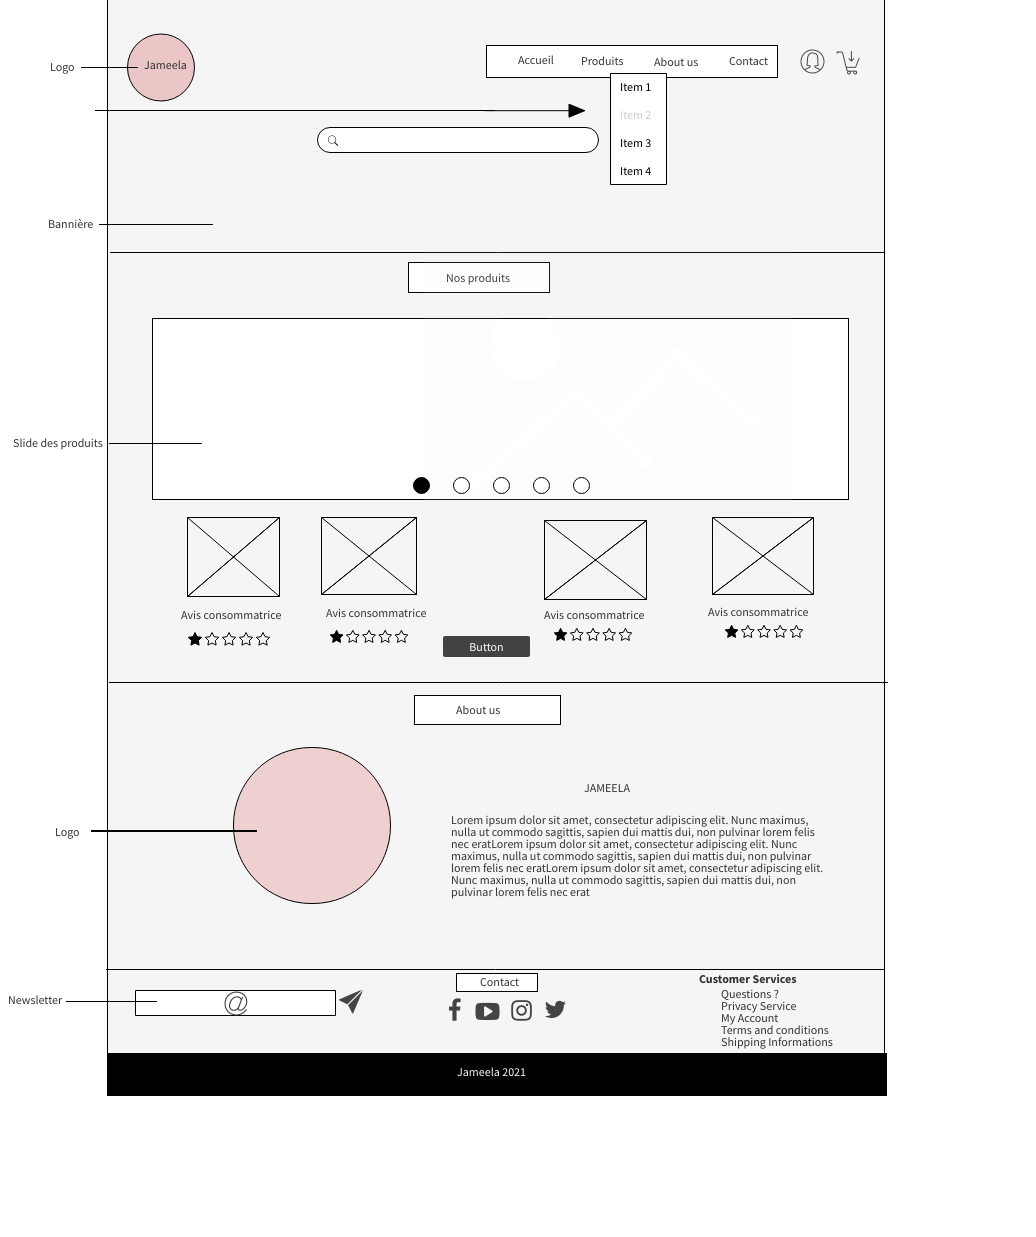 Logo
Jameela
Accueil
Produits
About us
Contact
Item 1
Item 2
Item 3
Item 4
Bannière
Nos produits
Slide des produits
Avis consommatrice
Avis consommatrice
Avis consommatrice
Avis consommatrice
Button
About us
Logo
JAMEELA
Lorem ipsum dolor sit amet, consectetur adipiscing elit. Nunc maximus,
nulla ut commodo sagittis, sapien dui mattis dui, non pulvinar lorem felis
nec eratLorem ipsum dolor sit amet, consectetur adipiscing elit. Nunc
maximus, nulla ut commodo sagittis, sapien dui mattis dui, non pulvinar
lorem felis nec eratLorem ipsum dolor sit amet, consectetur adipiscing elit.
Nunc maximus, nulla ut commodo sagittis, sapien dui mattis dui, non
pulvinar lorem felis nec erat
Newsletter
@
Contact
Customer Services
Questions ?
Privacy Service
My Account
Terms and conditions
Shipping Informations
Jameela 2021